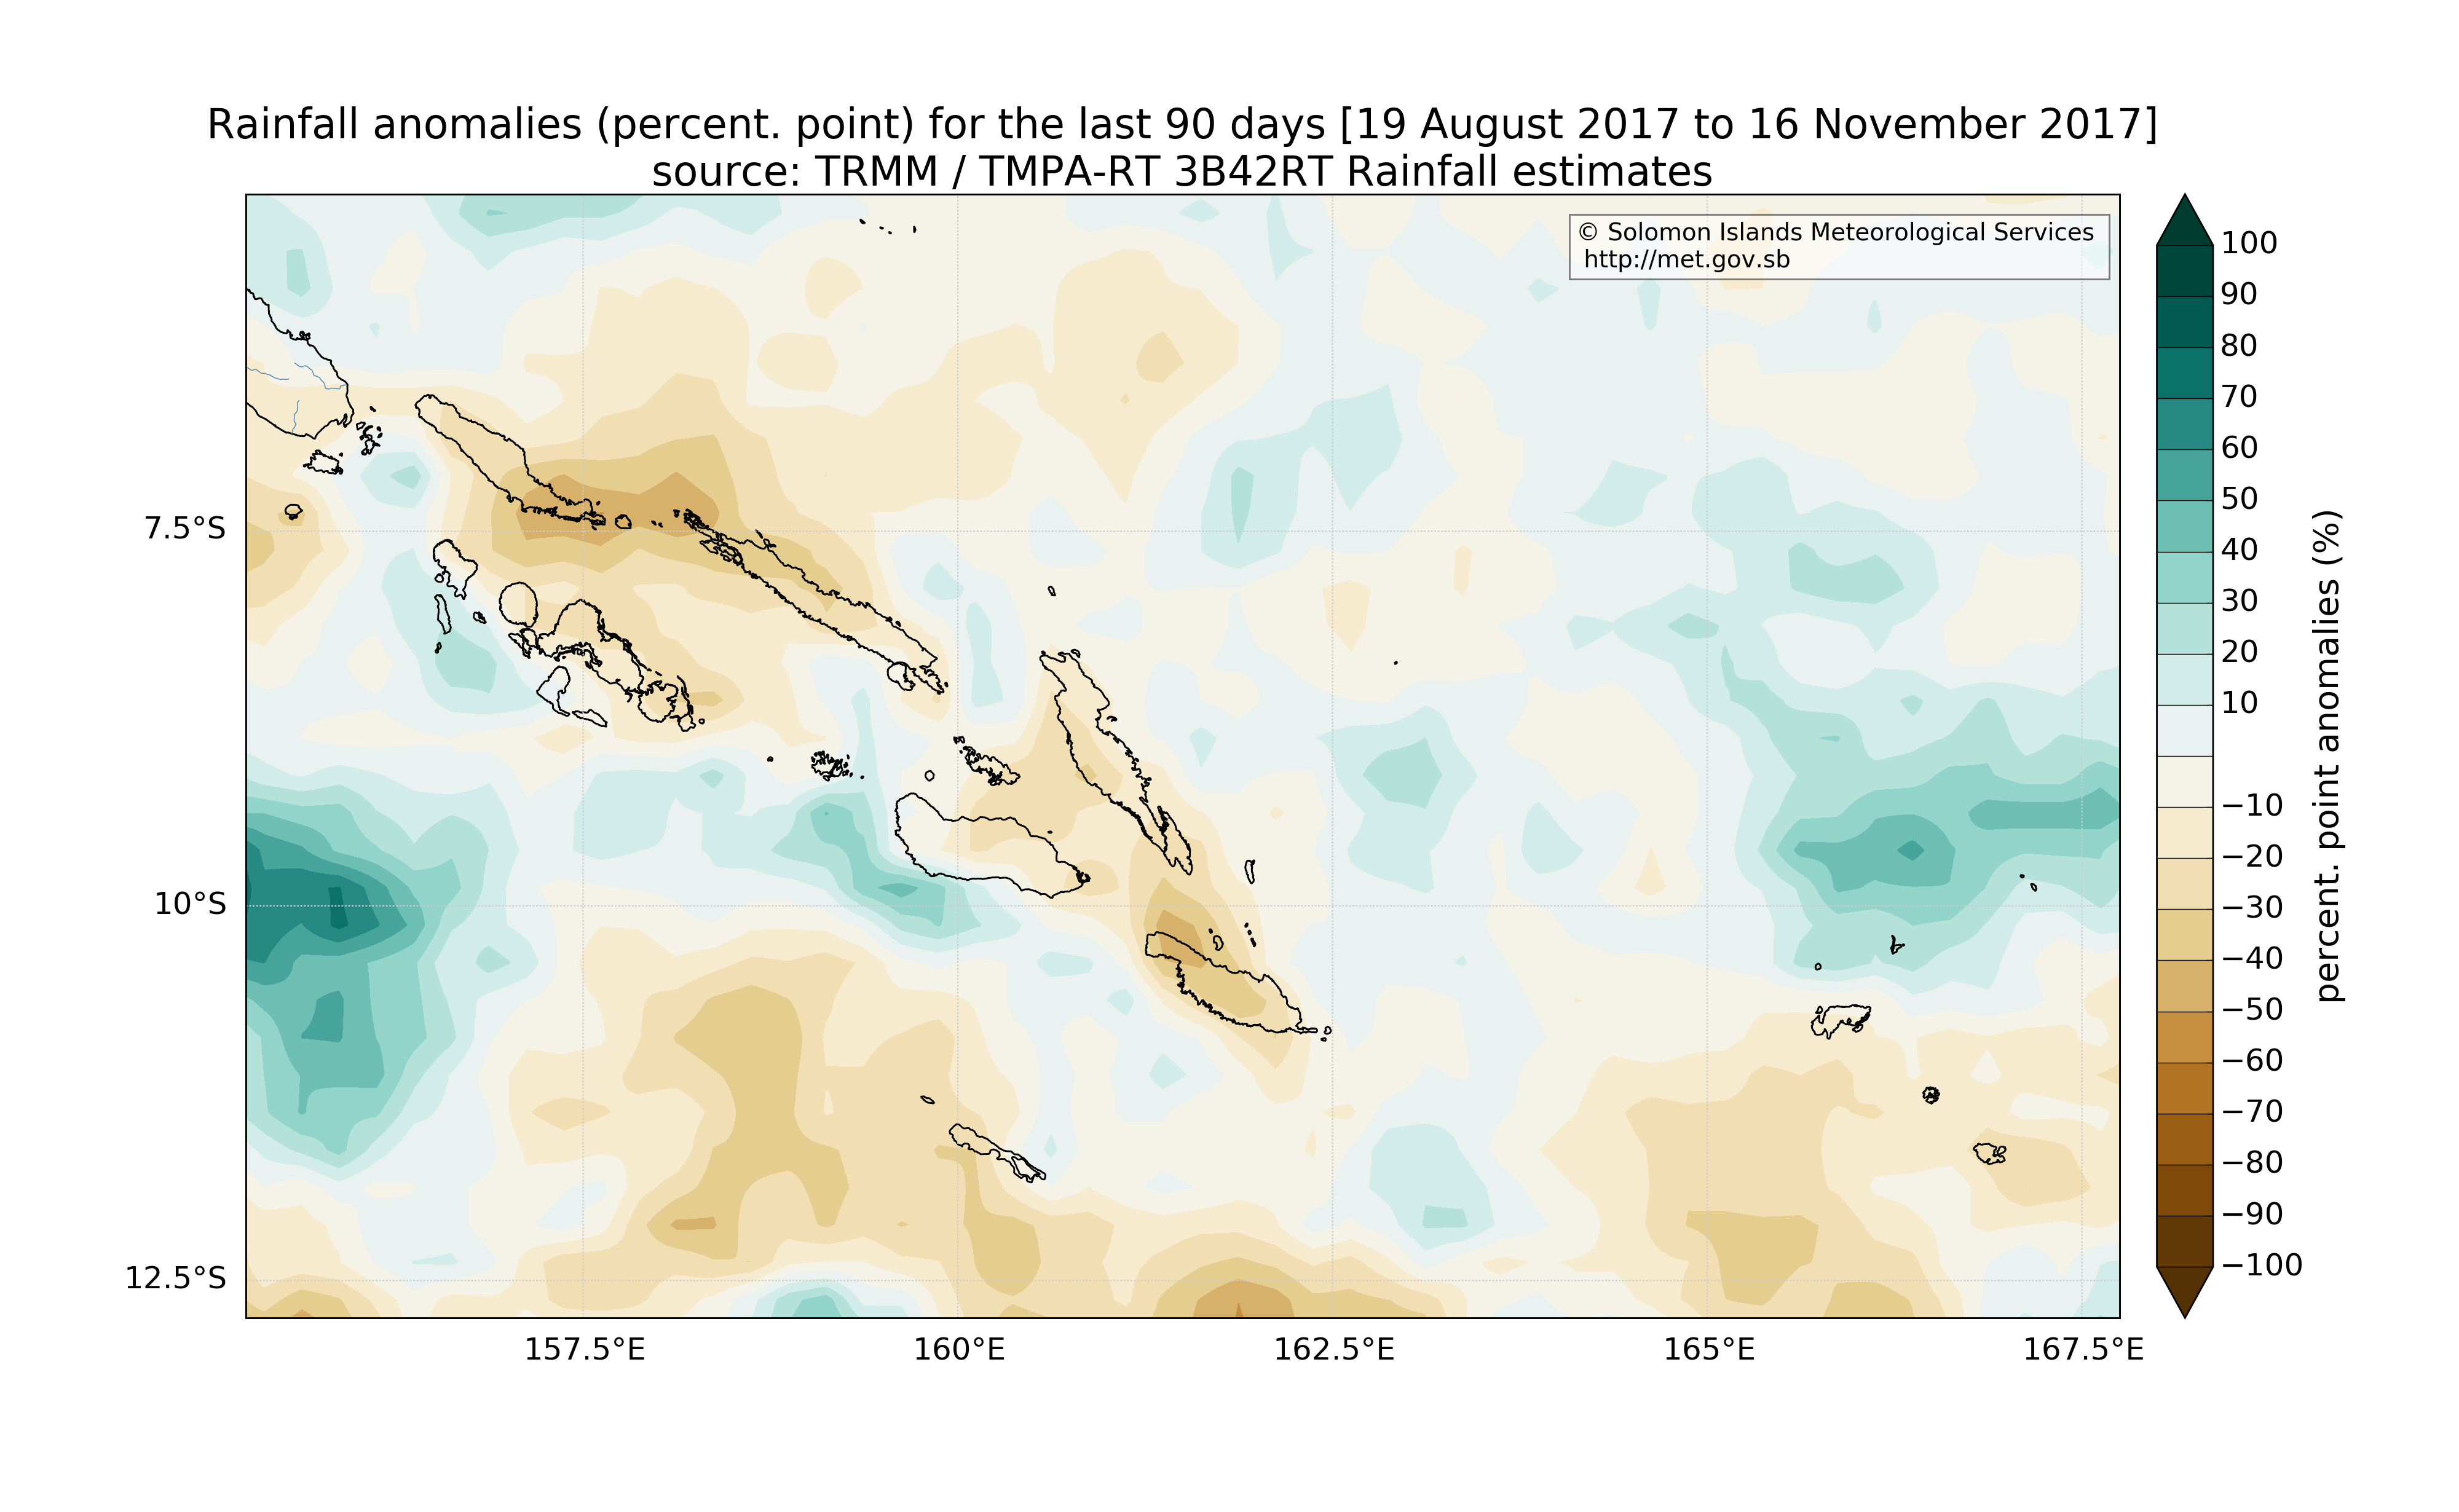 Rainfall anomalies (percent. point) for the last 90 days [19 August 2017 to 16 November 2017]
source: TRMM / TMPA-RT 3B42RT Rainfall estimates
© Solomon Islands Meteorological Services
http://met.gov.sb
7.5°S
10°S
12.5°S
157.5°E
160°E
162.5°E
165°E
167.5°E
100
90
80
70
60
50
40
30
20
10
−10
−20
−30
−40
−50
−60
−70
−80
−90
−100
percent. point anomalies (%)